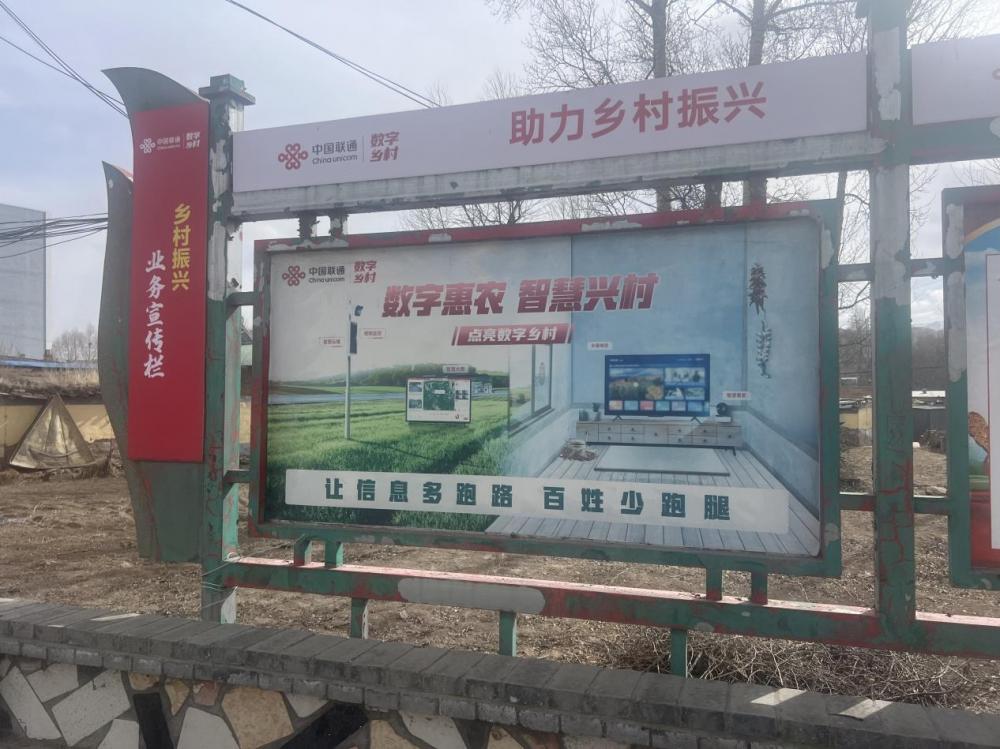 中国联通
China unicom
数字
乡村
助力乡村振兴
中国联通
China unicom
数字
乡村
乡村振兴
业务宣传栏
中国联通
China unicom
数字
乡村
数字惠农 智慧兴村
点亮数字乡村
让信息多跑路 百姓少跑腿